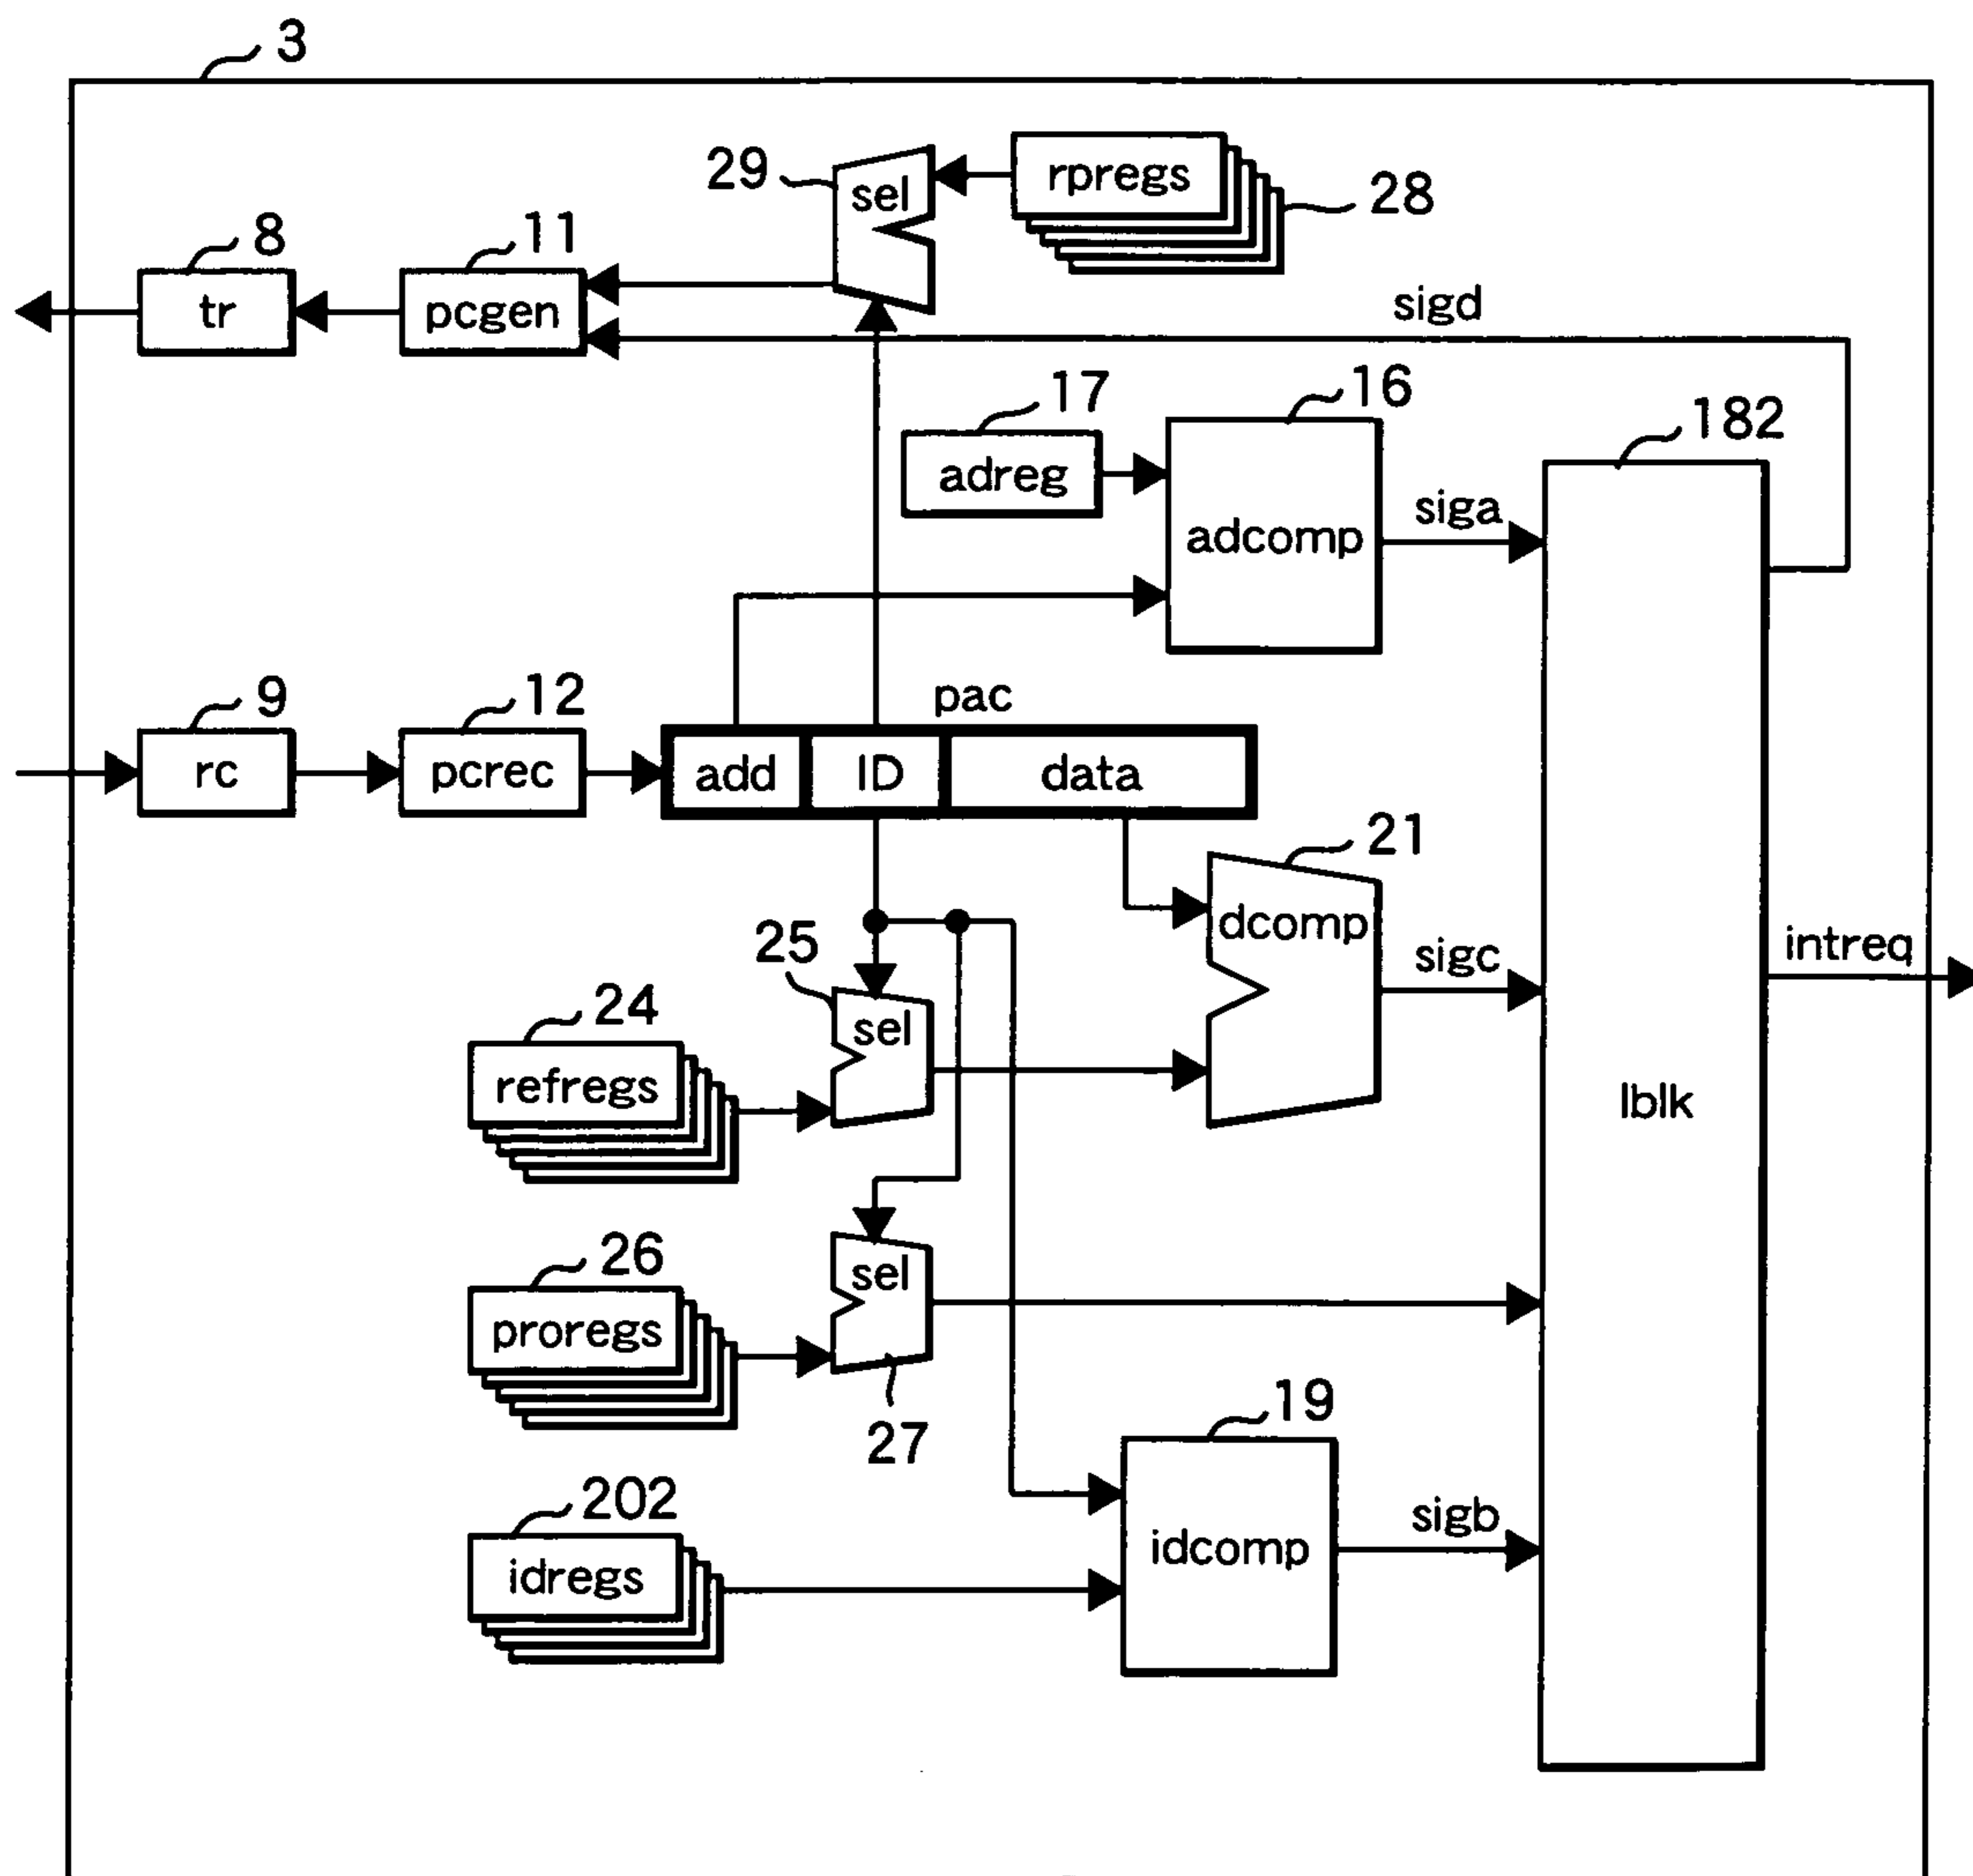 3
29
sel
rpregs
28
8
tr
11
pcgen
sigd
17
adreg
16
adcomp
siga
182
9
rc
12
pcrec
pac
add
ID
data
21
dcomp
25
sel
sigc
intreq
24
refregs
lblk
26
proregs
sel
27
19
202
idregs
idcomp
sigb